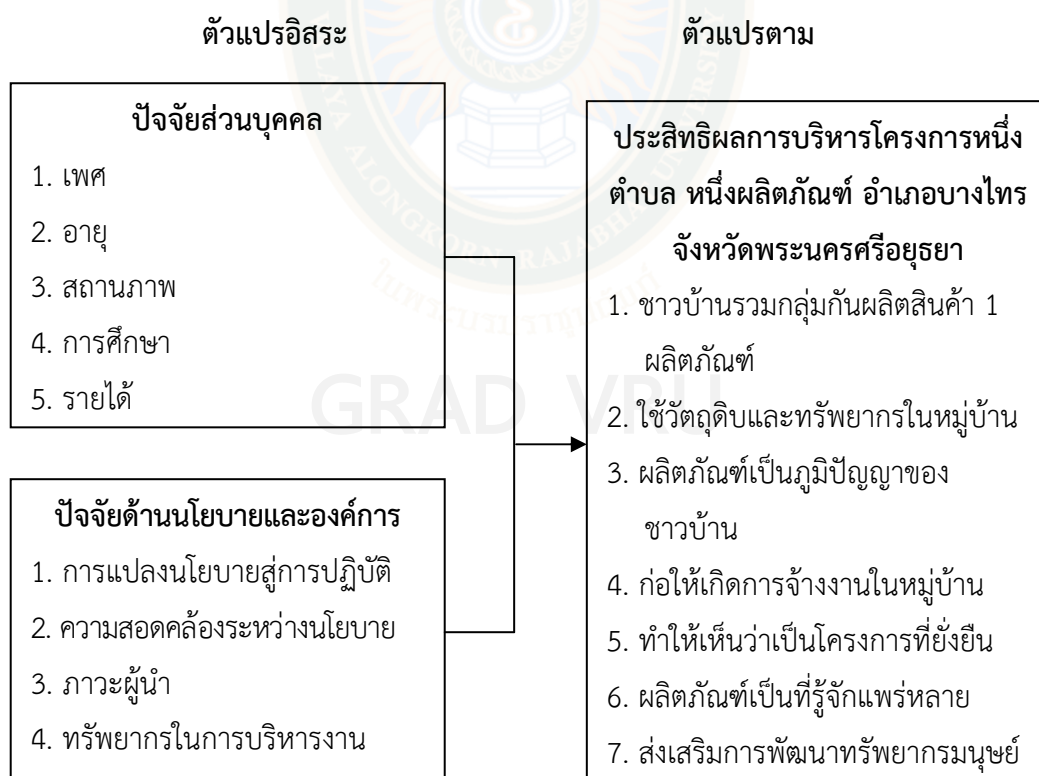 ตัวแปรอิสระ
ตัวแปรตาม
ปัจจัยส่วนบุคคล
1. เพศ
2. อายุ
3. สถานภาพ
4. การศึกษา
5. รายได้
ปัจจัยด้านนโยบายและองค์การ
1. การแปลงนโยบายสู่การปฏิบัติ
2. ความสอดคล้องระหว่างนโยบาย
3. ภาวะผู้นำ
4. ทรัพยากรในการบริหารงาน
ประสิทธิผลการบริหารโครงการหนึ่ง
ตำบล หนึ่งผลิตภัณฑ์ อำเภอบางไทร
จังหวัดพระนครศรีอยุธยา
1. ชาวบ้านรวมกลุ่มกันผลิตสินค้า 1
ผลิตภัณฑ์
2. ใช้วัตถุดิบและทรัพยากรในหมู่บ้าน
3. ผลิตภัณฑ์เป็นภูมิปัญญาของ
ชาวบ้าน
4. ก่อให้เกิดการจ้างงานในหมู่บ้าน
5. ทำให้เห็นว่าเป็นโครงการที่ยั่งยืน
6. ผลิตภัณฑ์เป็นที่รู้จักแพร่หลาย
7. ส่งเสริมการพัฒนาทรัพยากรมนุษย์
GRAD VRU